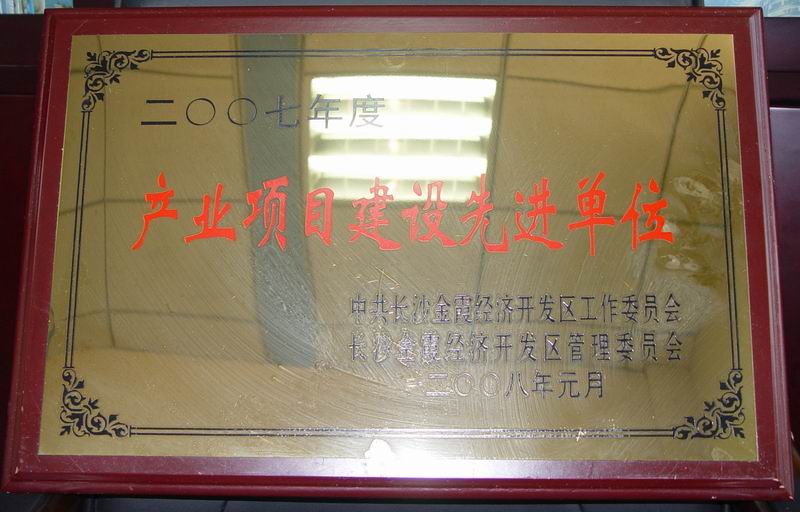 二〇〇七年度
产业项目建设先进单位
中共长沙金霞经济开发区工作委员会
长沙金霞经济开发区管理委员会
二〇〇八年元月